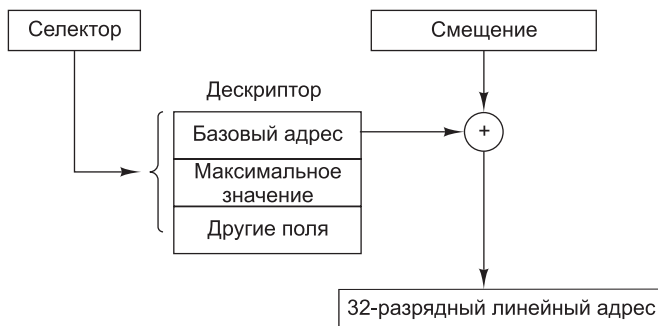 Селектор
Смещение
Дескриптор
Базовый адрес
+
Максимальное
значение
Другие поля
32-разрядный линейный адрес